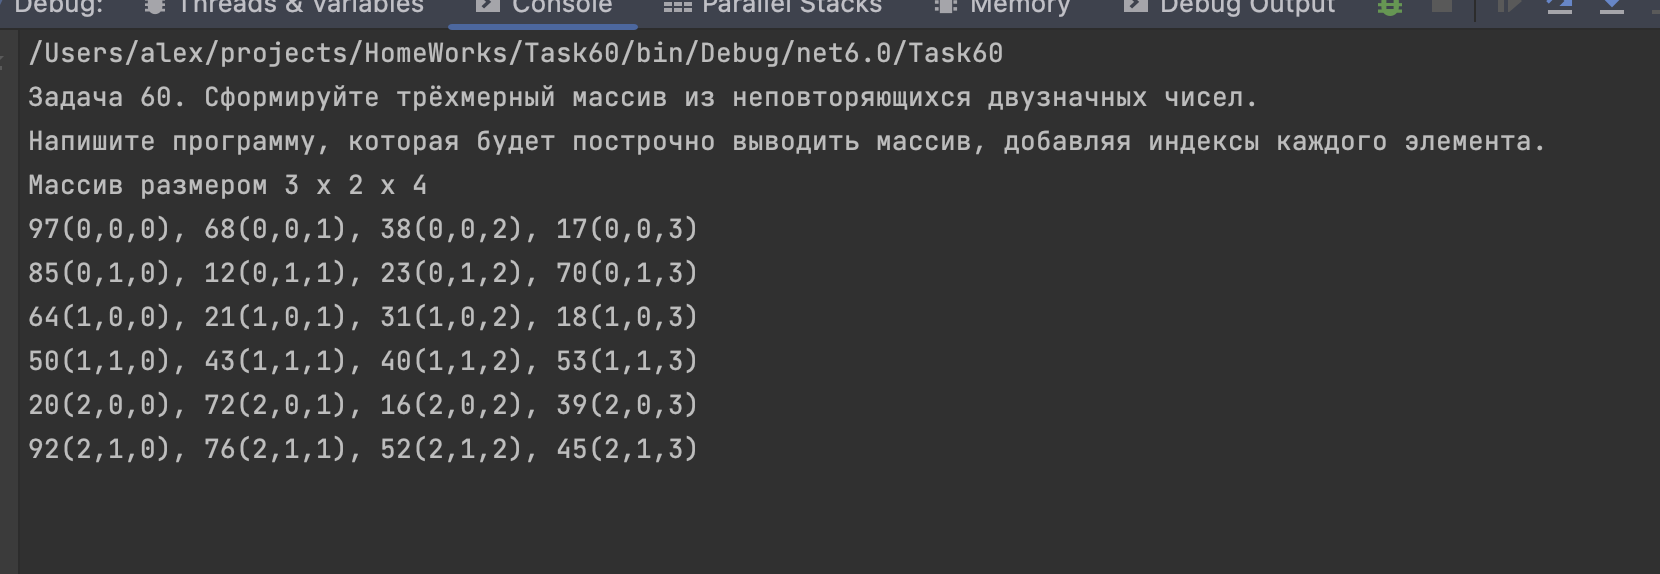 Debug: Threads & Variables Console Parallel Stacks Memory Debug Output
/Users/alex/projects/HomeWorks/Task60/bin/Debug/net6.0/Task60
Задача 60. Сформируйте трёхмерный массив из неповторяющихся двузначных чисел.
Напишите программу, которая будет построчно выводить массив, добавляя индексы каждого элемента.
Массив размером 3 x 2 x 4
97(0,0,0), 68(0,0,1), 38(0,0,2), 17(0,0,3)
85(0,1,0), 12(0,1,1), 23(0,1,2), 70(0,1,3)
64(1,0,0), 21(1,0,1), 31(1,0,2), 18(1,0,3)
50(1,1,0), 43(1,1,1), 40(1,1,2), 53(1,1,3)
20(2,0,0), 72(2,0,1), 16(2,0,2), 39(2,0,3)
92(2,1,0), 76(2,1,1), 52(2,1,2), 45(2,1,3)